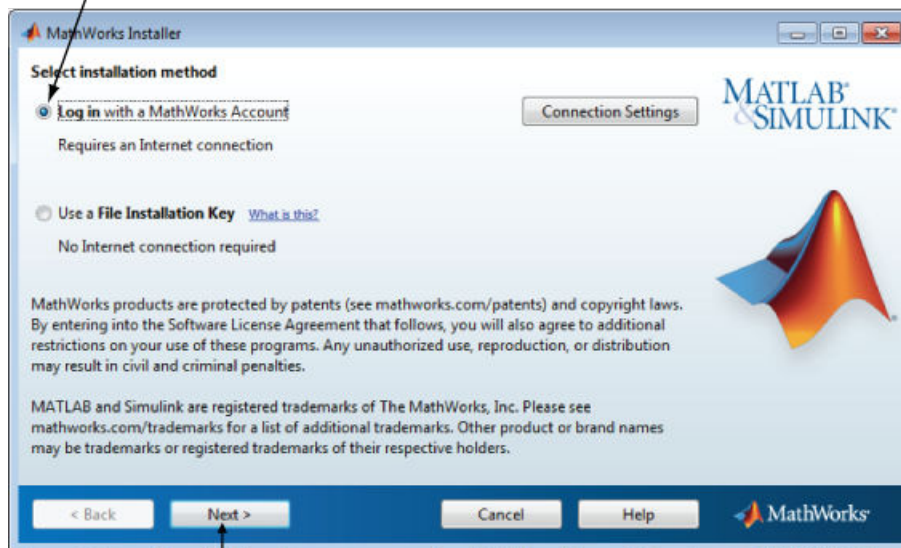 MathWorks Installer
Select installation method
Log in with a MathWorks Account
Connection Settings
MATLAB®
&SIMULINK®
Requires an Internet connection
Use a File Installation Key What is this?
No Internet connection required
MathWorks products are protected by patents (see mathworks.com/patents) and copyright laws.
By entering into the Software License Agreement that follows, you will also agree to additional
restrictions on your use of these programs. Any unauthorized use, reproduction, or distribution
may result in civil and criminal penalties.
MATLAB and Simulink are registered trademarks of The MathWorks, Inc. Please see
mathworks.com/trademarks for a list of additional trademarks. Other product or brand names
may be trademarks or registered trademarks of their respective holders.
< Back
Next >
Cancel
Help
MathWorks®